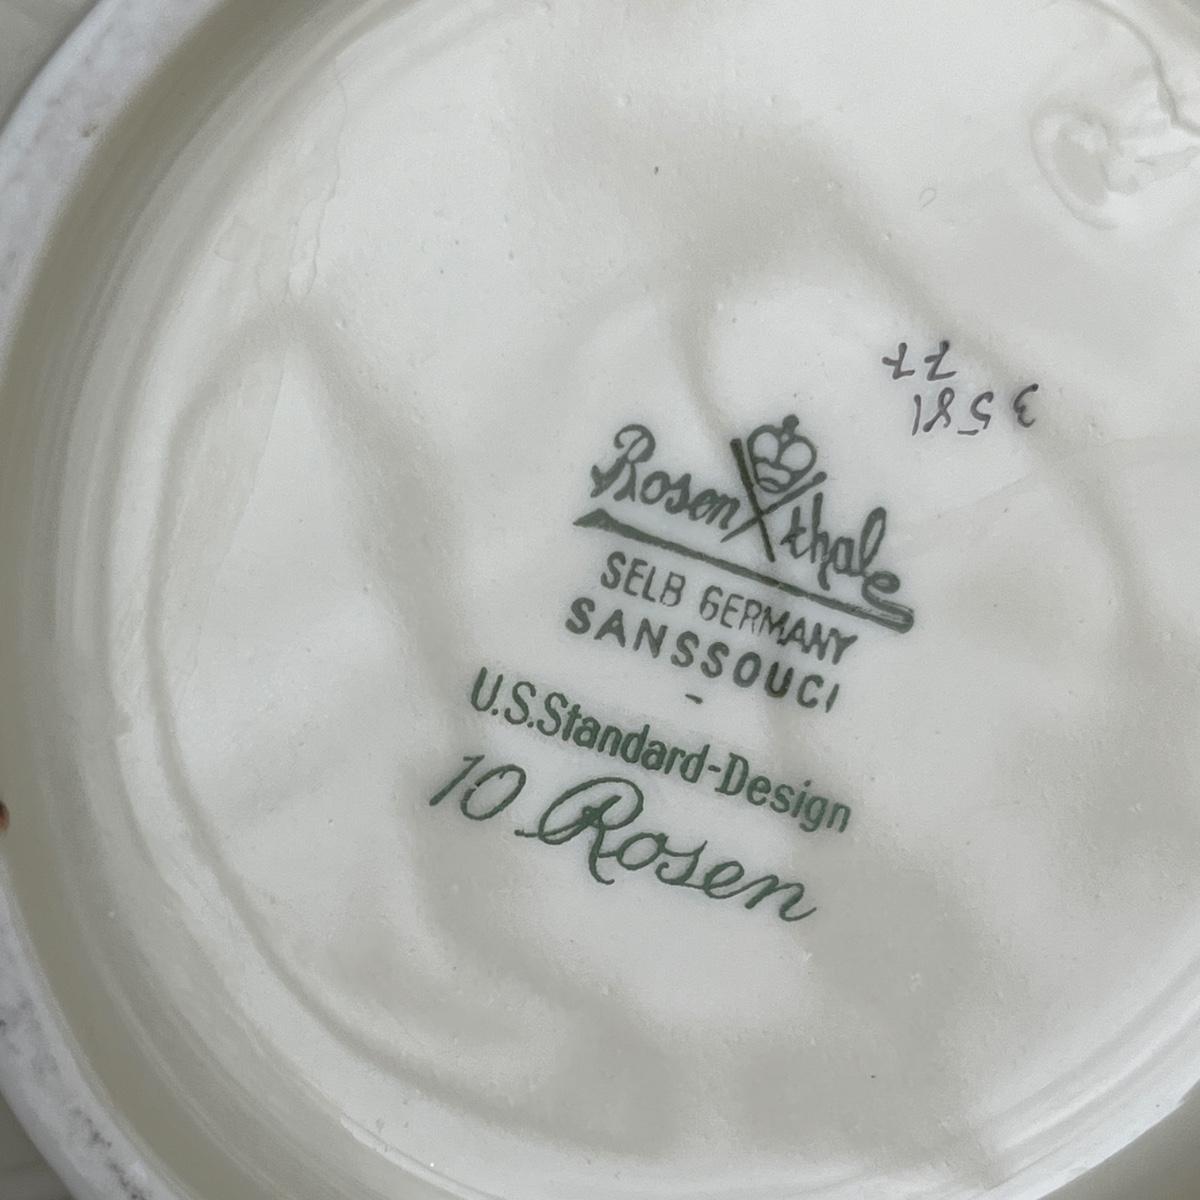 Rosenthal
SELB GERMANY
SANSSOUCI
U.S.Standard-Design
10 Rosen
3581
77